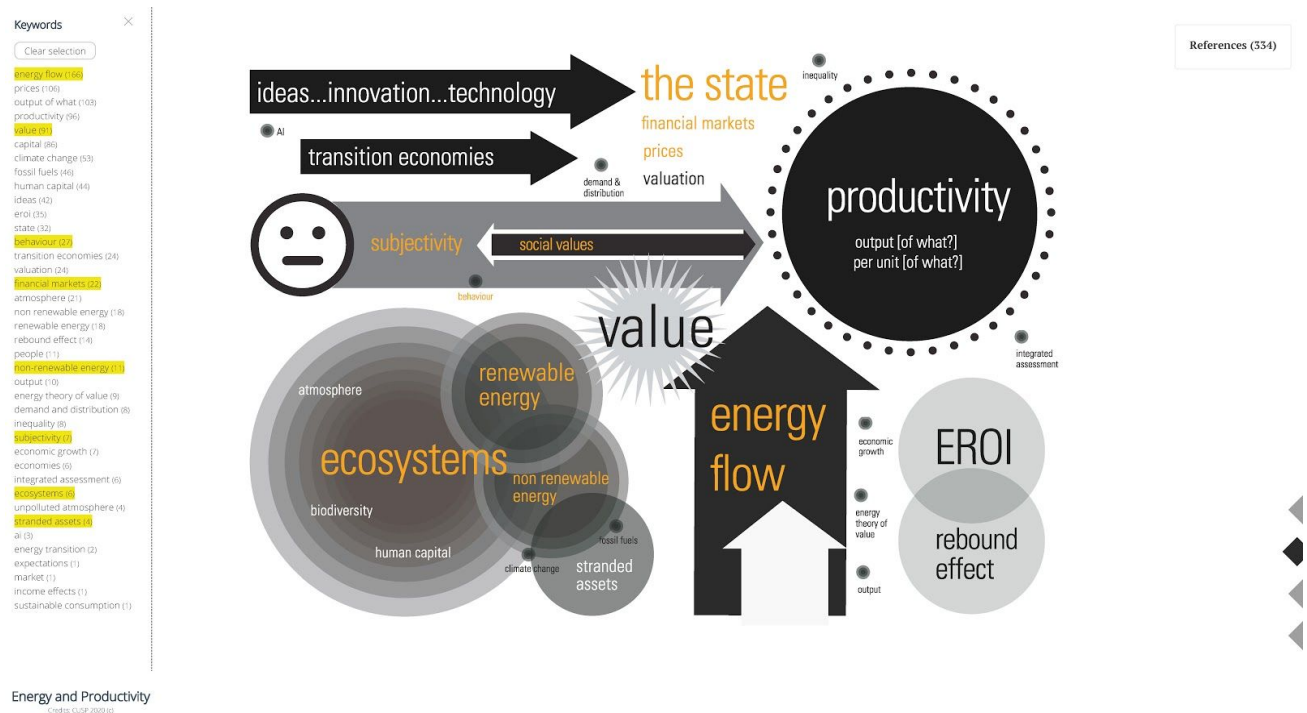 Keywords
Clear selection
energy flow (166)
prices (106)
output of what (103)
productivity (96)
value (91)
capital (86)
climate change (53)
fossil fuels (46)
human capital (44)
ideas (42)
eroi (35)
state (32)
behaviour (27)
transition economies (24)
valuation (24)
financial markets (22)
atmosphere (21)
non renewable energy (18)
renewable energy (18)
rebound effect (14)
people (11)
non-renewable energy (11)
output (10)
energy theory of value (9)
demand and distribution (8)
inequality (8)
subjectivity (7)
economic growth (7)
economies (6)
integrated assessment (6)
ecosystems (6)
unpolluted atmosphere (4)
stranded assets (4)
ai (3)
energy transition (2)
expectations (1)
market (1)
income effects (1)
sustainable consumption (1)
Energy and Productivity
Credits: CUSP 2020 (c)
References (334)
ideas...innovation...technology
AI
transition economies
the state
financial markets
prices
valuation
inequality
demand &
distribution
subjectivity
social values
behaviour
productivity
output [of what?]
per unit [of what?]
integrated
assessment
value
atmosphere
ecosystems
biodiversity
human capital
renewable
energy
non renewable
energy
fossil fuels
climate change
stranded
assets
energy
flow
economic
growth
energy
theory of
value
output
EROI
rebound
effect